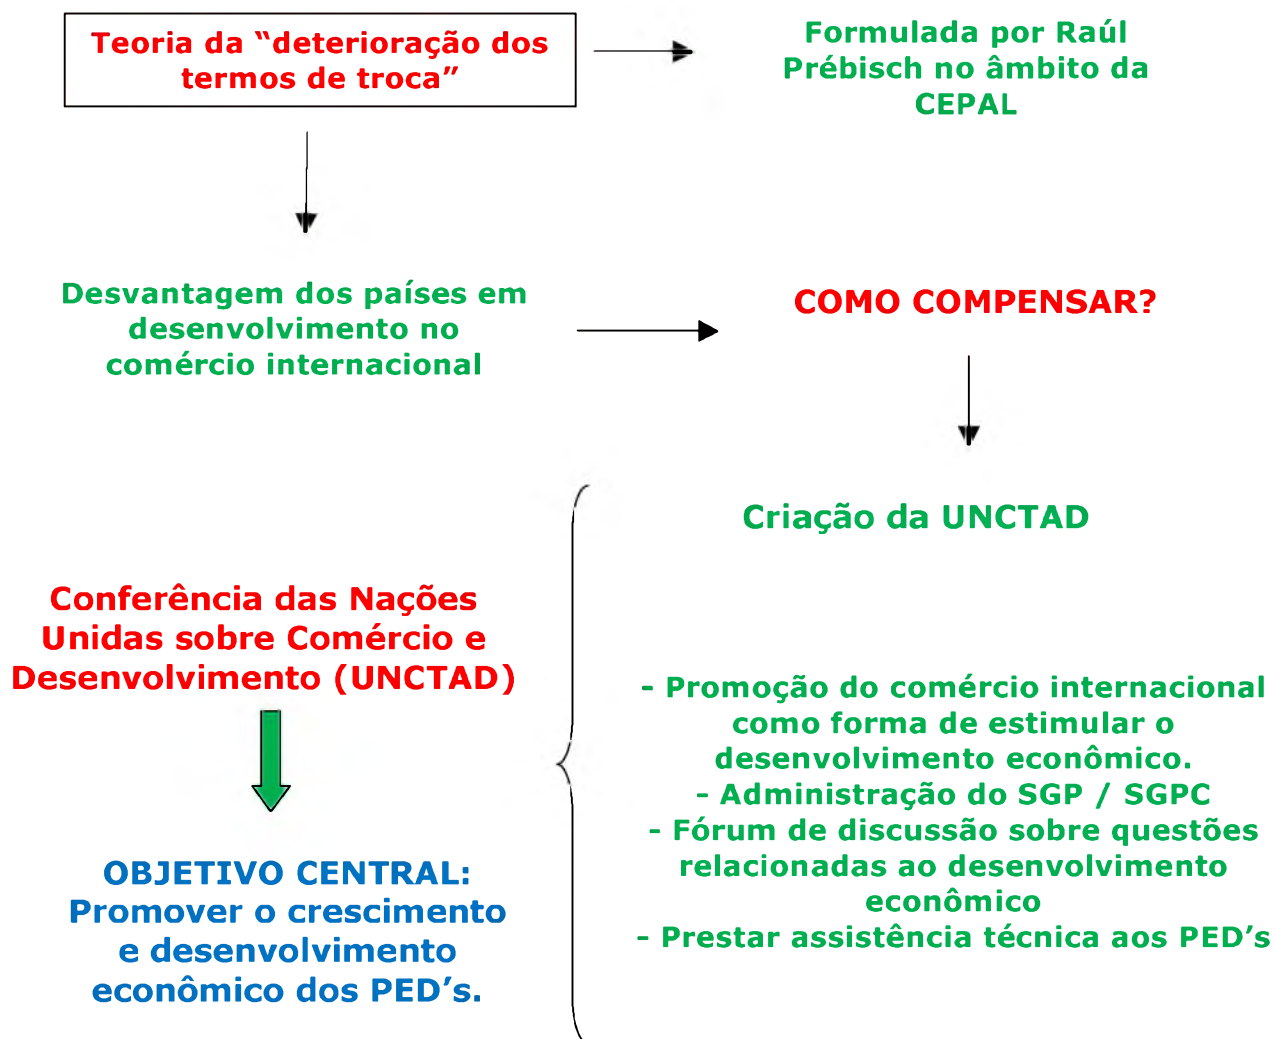 Teoria da “deterioração dos
termos de troca”
Formulada por Raúl
Prébisch no âmbito da
CEPAL
Desvantagem dos países em
desenvolvimento no
comércio internacional
COMO COMPENSAR?
Criação da UNCTAD
Conferência das Nações
Unidas sobre Comércio e
Desenvolvimento (UNCTAD)
OBJETIVO CENTRAL:
Promover o crescimento
e desenvolvimento
econômico dos PED’s.
- Promoção do comércio internacional
como forma de estimular o
desenvolvimento econômico.
- Administração do SGP / SGPC
- Fórum de discussão sobre questões
relacionadas ao desenvolvimento
econômico
- Prestar assistência técnica aos PED’s